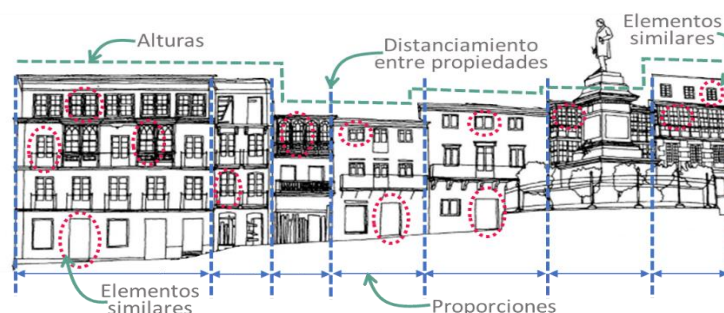 Alturas
Distanciamiento
entre propiedades
Elementos
similares
Elementos
similares
Proporciones